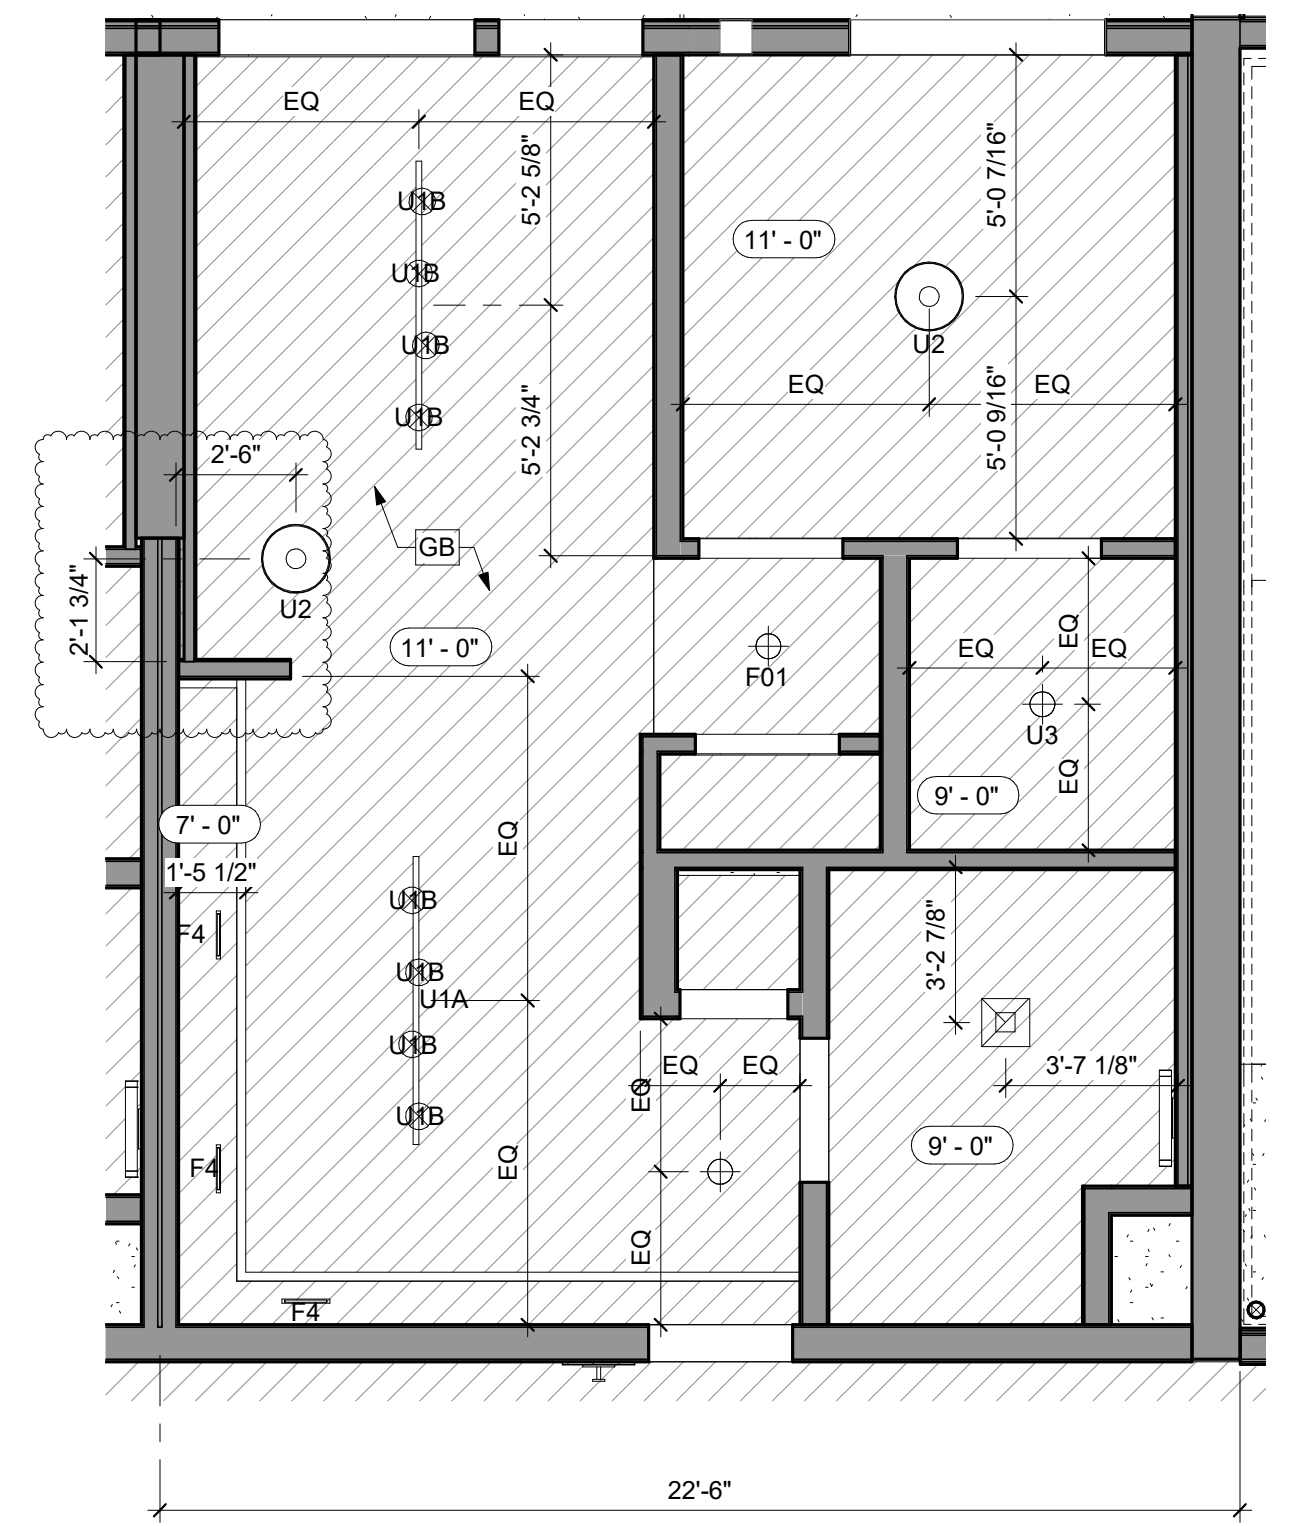 EQ
EQ
5'-2 5/8"
5'-0 7/16"
U1B
11' - 0"
U1B
U1B
U2
EQ
EQ
U1B
5'-2 3/4"
5'-0 9/16"
2'-6"
GB
U2
2'-1 3/4"
11' - 0"
F01
EQ
EQ
EQ
U3
EQ
9' - 0"
7' - 0"
EQ
1'-5 1/2"
U1B
F4
3'-2 7/8"
U1B
U1A
U1B
EQ
EQ
EQ
3'-7 1/8"
U1B
9' - 0"
F4
EQ
EQ
F4
22'-6"